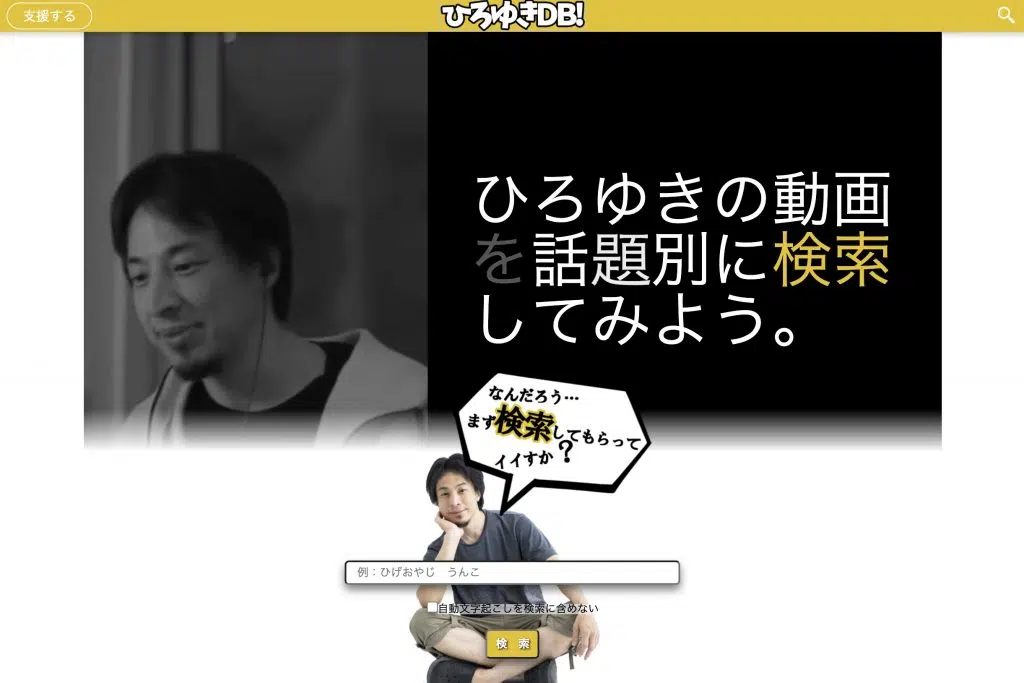 支援する
ひろゆきDB!
ひろゆきの動画
を話題別に検索
してみよう。
なんだろう…
まず検索してもらって
イイすか?
例：ひげおやじ　うんこ
自動文字起こしを検索に含めない
検　索